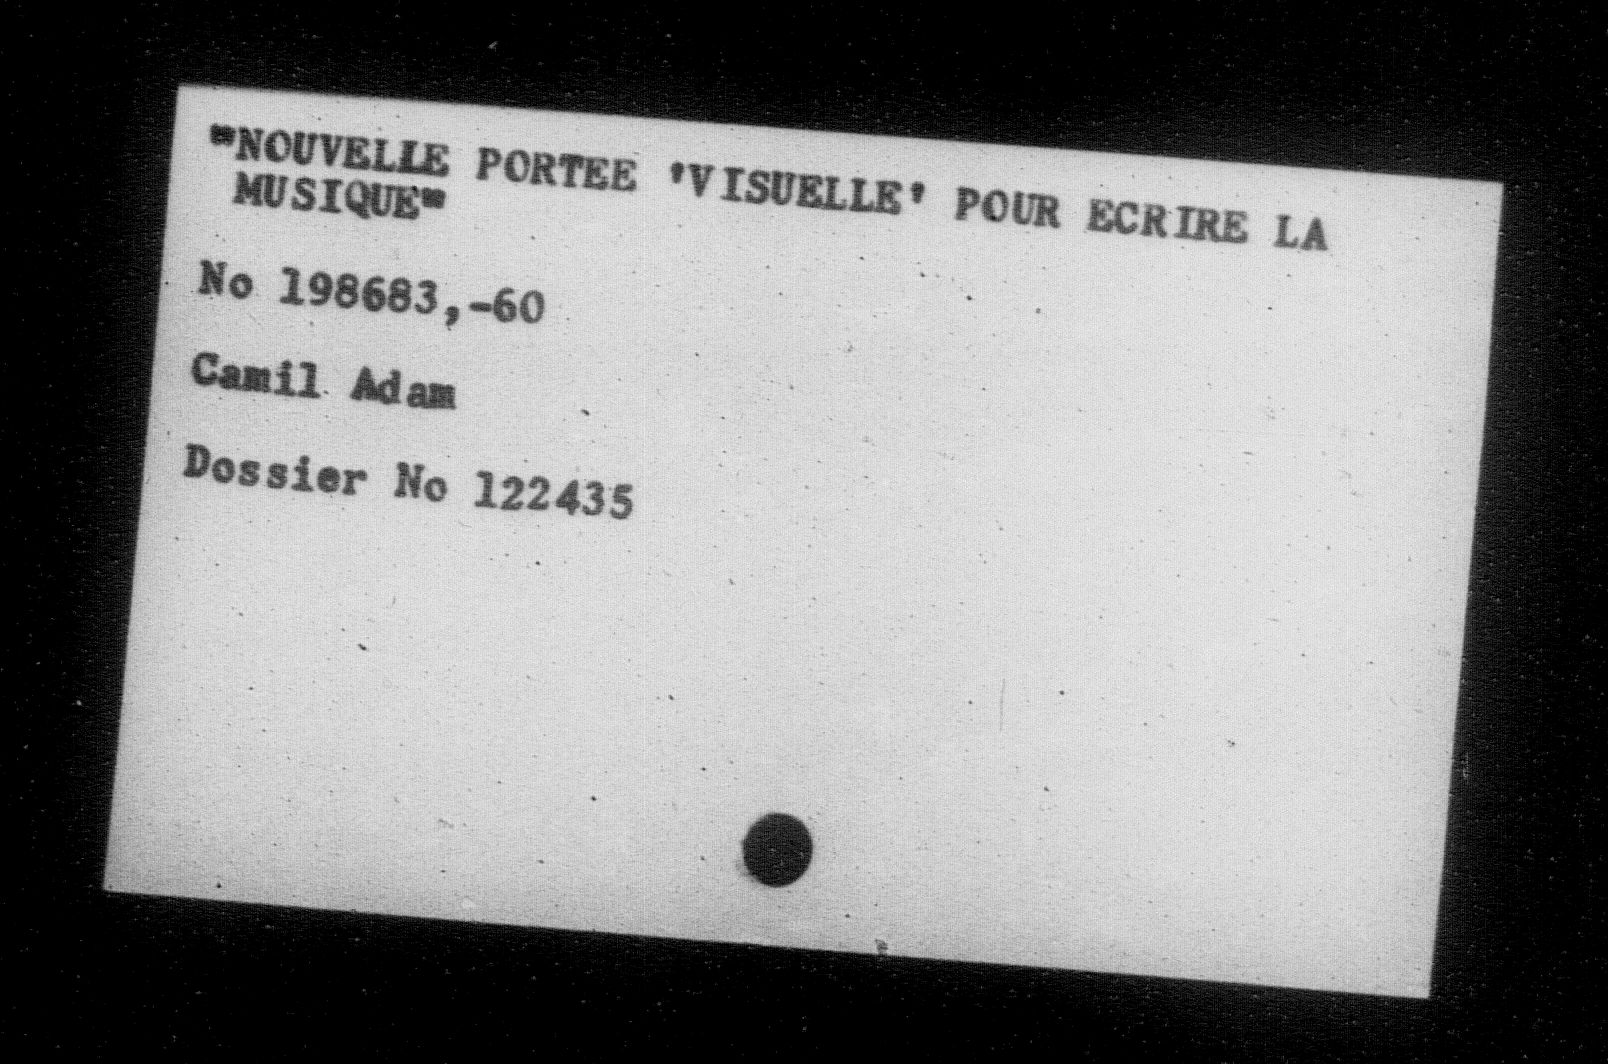 "NOUVELLE PORTEE 'VISUELLE' POUR ECRIRE LA
MUSIQUE"
No 198683,-60
Camil Adam
Dossier No 122435